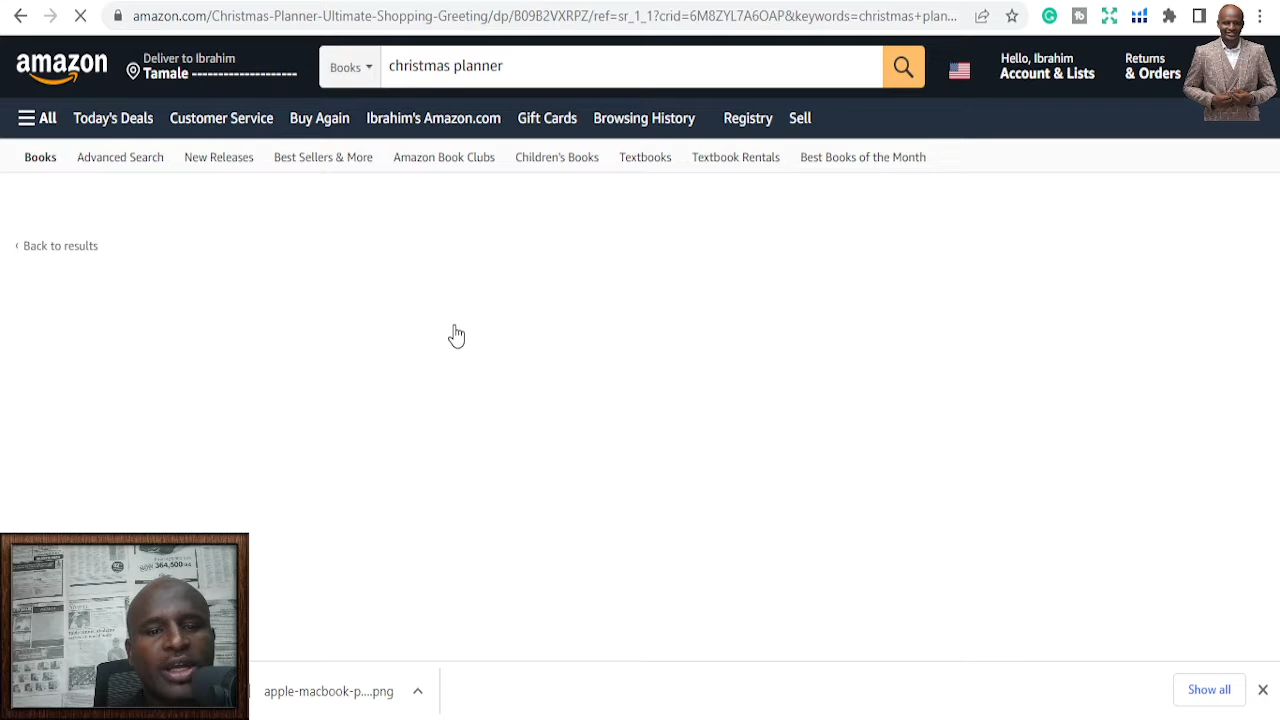 amazon.com/Christmas-Planner-Ultimate-Shopping-Greeting/dp/B09B2VXRPZ/ref=sr_1_1?crid=6M8ZYL7A6OAP&keywords=christmas+plan...
amazon
Deliver to Ibrahim
Tamale --------------------
Books
christmas planner
Hello, Ibrahim
Account & Lists
Returns
& Orders
All
Today's Deals
Customer Service
Buy Again
Ibrahim's Amazon.com
Gift Cards
Browsing History
Registry
Sell
Books
Advanced Search
New Releases
Best Sellers & More
Amazon Book Clubs
Children's Books
Textbooks
Textbook Rentals
Best Books of the Month
‹ Back to results
364,500
apple-macbook-p....png
Show all